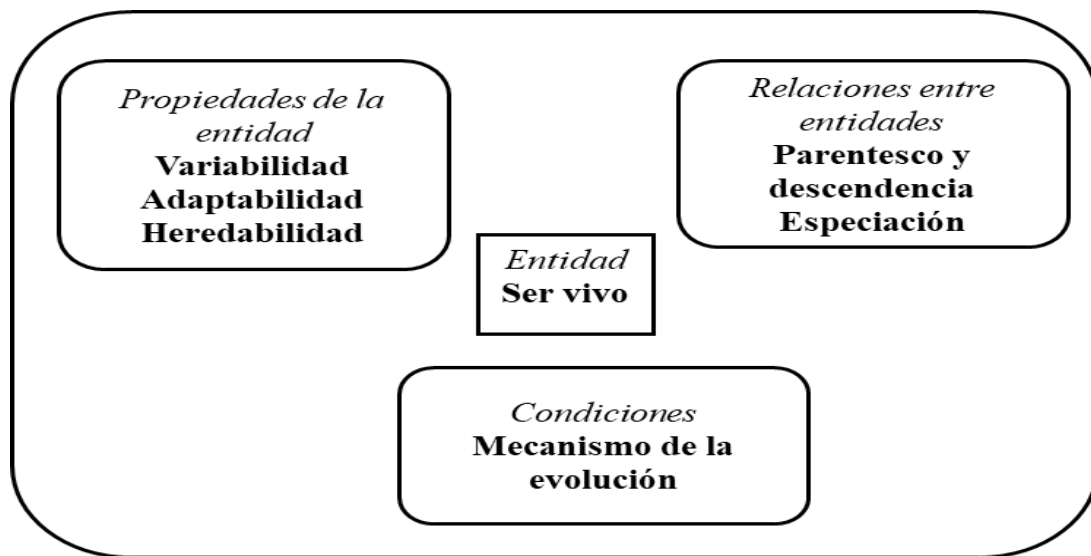 Propiedades de la
entidad
Variabilidad
Adaptabilidad
Heredabilidad
Relaciones entre
entidades
Parentesco y
descendencia
Especiación
Entidad
Ser vivo
Condiciones
Mecanismo de la
evolución